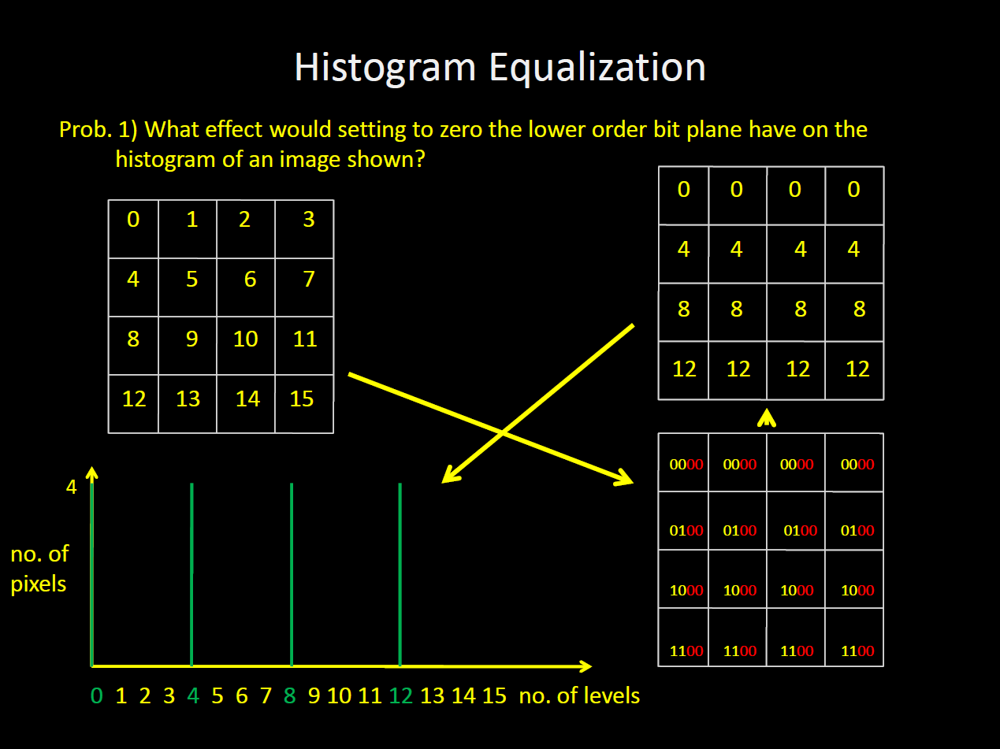 Histogram Equalization
Prob. 1) What effect would setting to zero the lower order bit plane have on the
histogram of an image shown?
0 1 2 3
4 5 6 7
8 9 10 11
12 13 14 15
0 0 0 0
4 4 4 4
8 8 8 8
12 12 12 12
0000 0000 0000 0000
0100 0100 0100 0100
1000 1000 1000 1000
1100 1100 1100 1100
4
no. of
pixels
0 1 2 3 4 5 6 7 8 9 10 11 12 13 14 15 no. of levels